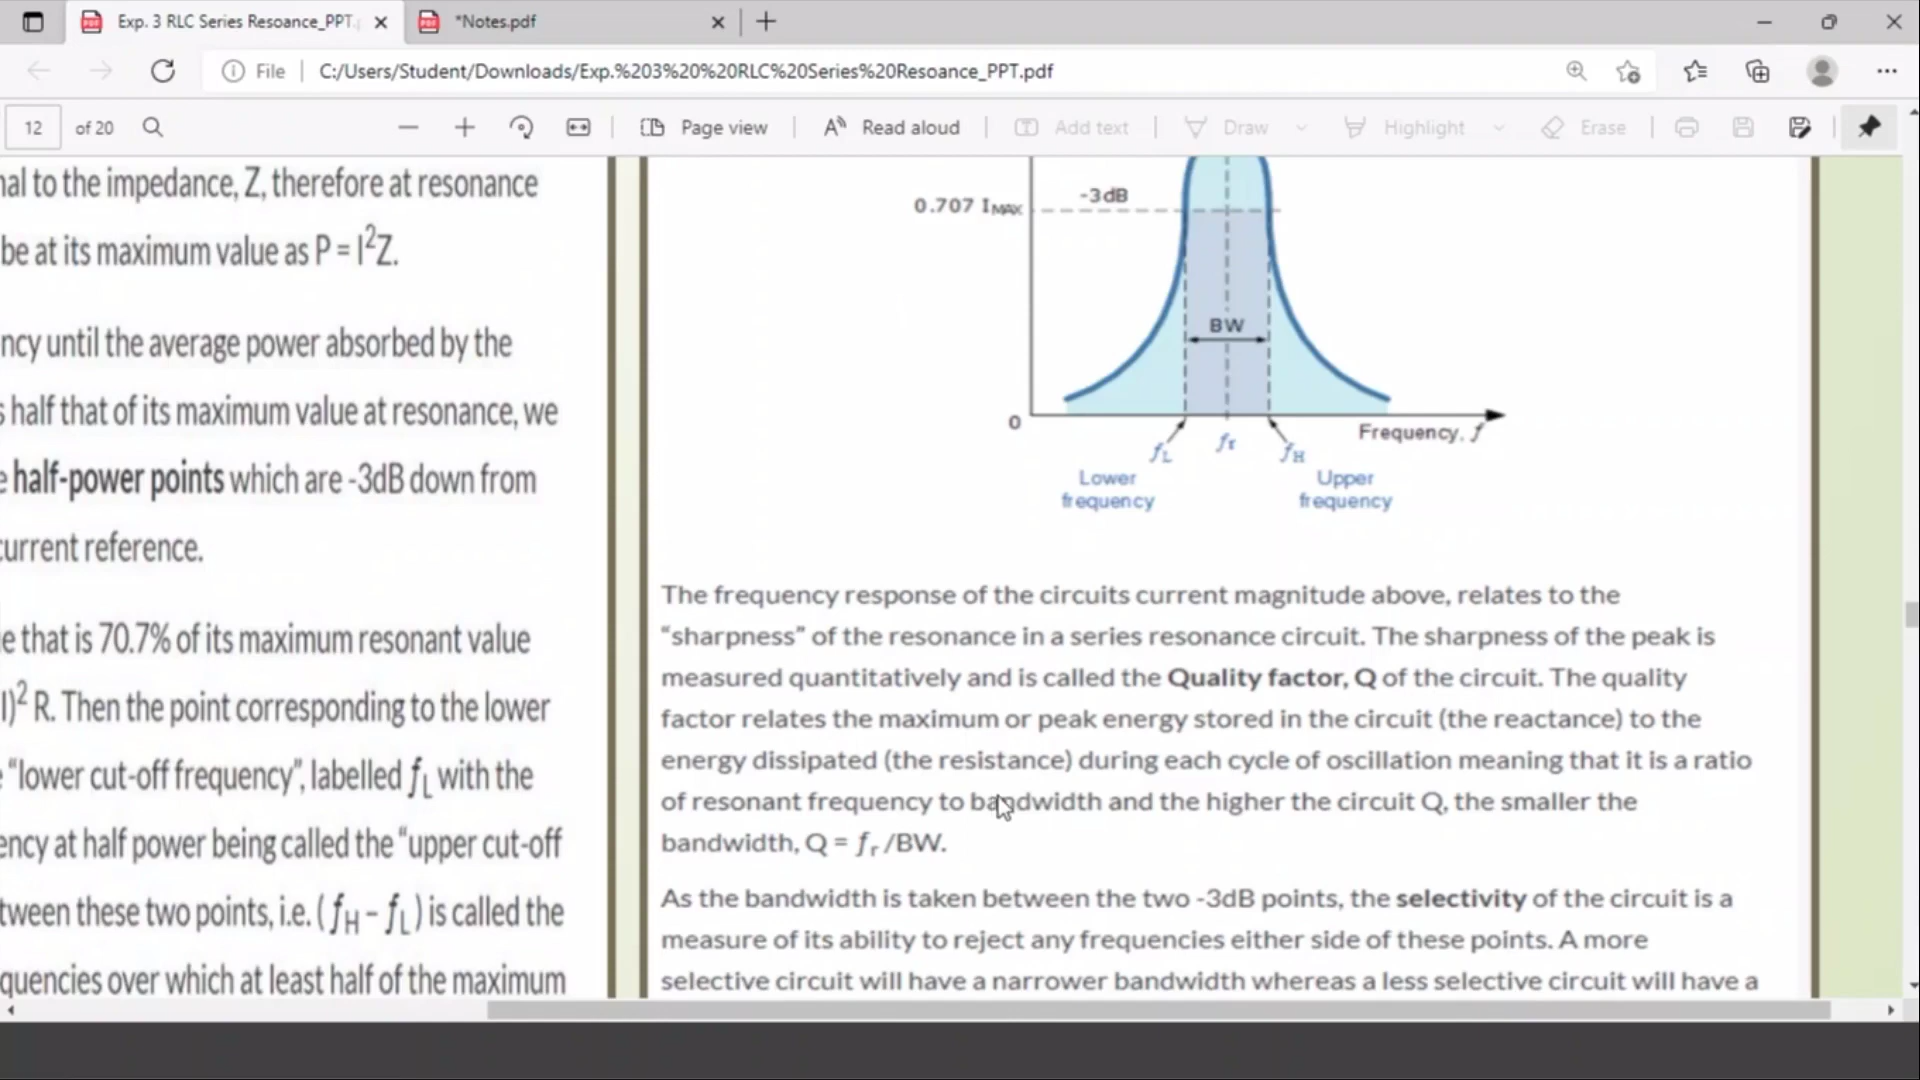 Exp. 3 RLC Series Resoance_PPT.
*Notes.pdf
File
C:/Users/Student/Downloads/Exp.%203%20%20RLC%20Series%20Resoance_PPT.pdf
12 of 20
Page view
Read aloud
Add text
Draw
Highlight
Erase
nal to the impedance, Z, therefore at resonance
be at its maximum value as P = I²Z.
ncy until the average power absorbed by the
s half that of its maximum value at resonance, we
e half-power points which are -3dB down from
current reference.
e that is 70.7% of its maximum resonant value
I)² R. Then the point corresponding to the lower
"lower cut-off frequency", labelled ƒL with the
ency at half power being called the "upper cut-off
tween these two points, i.e. ( ƒH – ƒL ) is called the
quencies over which at least half of the maximum
-3dB
0.707 IMAX
BW
0
fL
fr
fH
Frequency, f
Lower
frequency
Upper
frequency
The frequency response of the circuits current magnitude above, relates to the
"sharpness" of the resonance in a series resonance circuit. The sharpness of the peak is
measured quantitatively and is called the Quality factor, Q of the circuit. The quality
factor relates the maximum or peak energy stored in the circuit (the reactance) to the
energy dissipated (the resistance) during each cycle of oscillation meaning that it is a ratio
of resonant frequency to bandwidth and the higher the circuit Q, the smaller the
bandwidth, Q = ƒr /BW.
As the bandwidth is taken between the two -3dB points, the selectivity of the circuit is a
measure of its ability to reject any frequencies either side of these points. A more
selective circuit will have a narrower bandwidth whereas a less selective circuit will have a